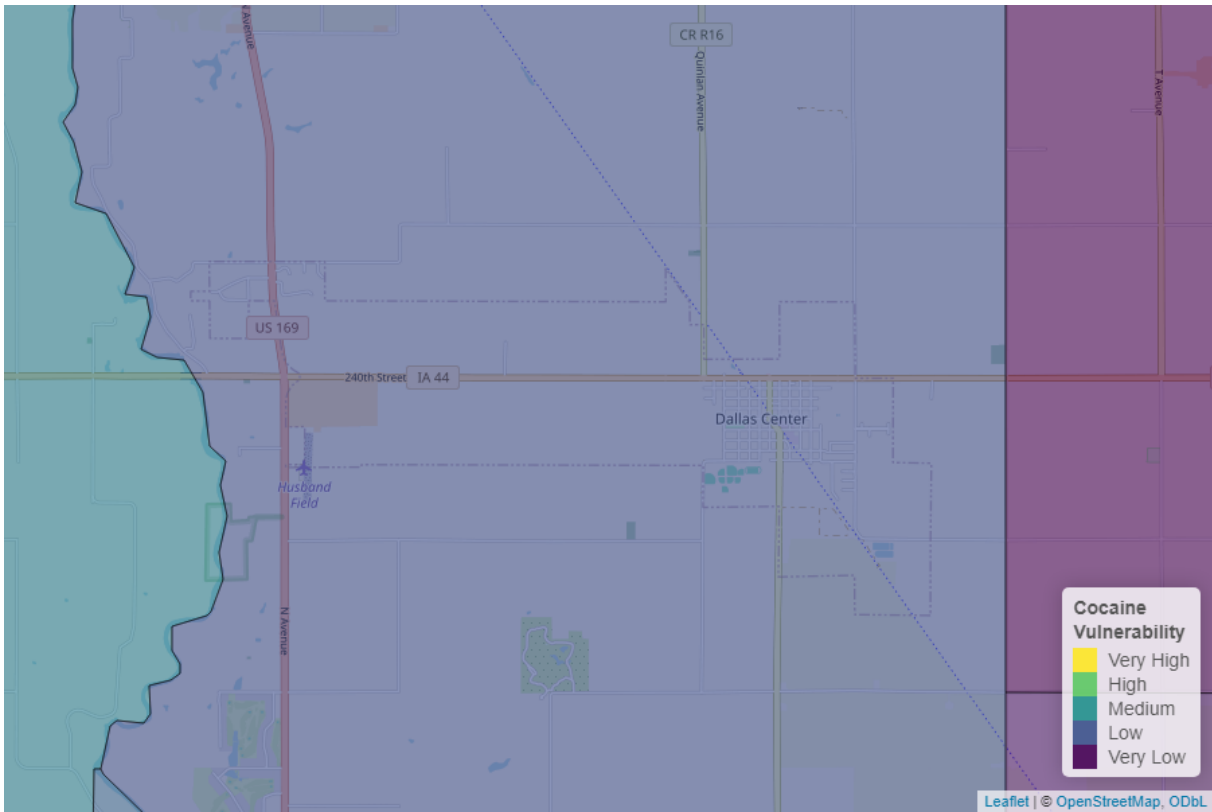 N Avenue
CR R16
Quinlan Avenue
T Avenue
US 169
240th Street
IA 44
Dallas Center
Husband
Field
N Avenue
Cocaine
Vulnerability
Very High
High
Medium
Low
Very Low
Leaflet | © OpenStreetMap, ODbL